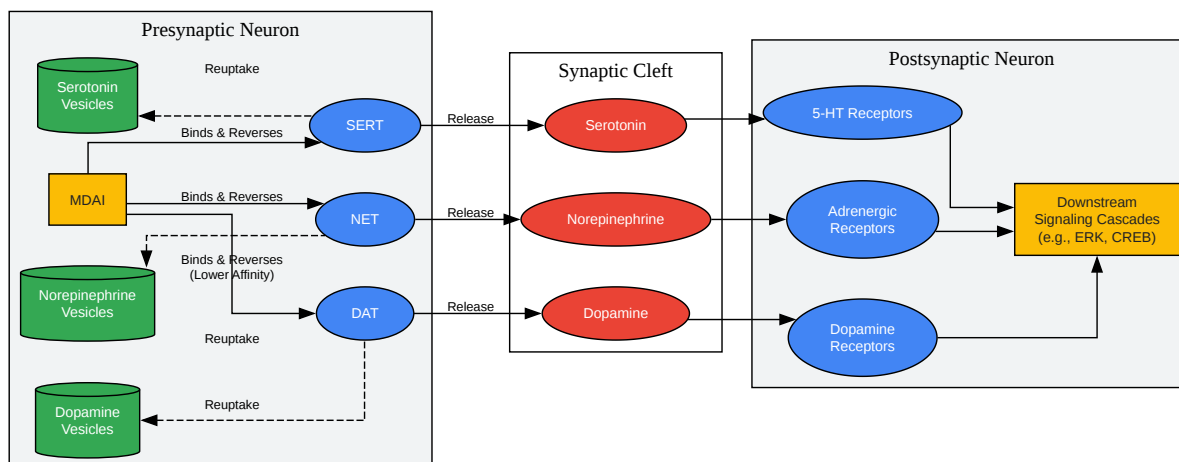 Presynaptic Neuron
Reuptake
Serotonin
Vesicles
SERT
Binds & Reverses
MDAI
Binds & Reverses
NET
Binds & Reverses
(Lower Affinity)
Norepinephrine
Vesicles
DAT
Reuptake
Reuptake
Dopamine
Vesicles
Release
Release
Release
Synaptic Cleft
Serotonin
Norepinephrine
Dopamine
Postsynaptic Neuron
5-HT Receptors
Adrenergic
Receptors
Dopamine
Receptors
Downstream
Signaling Cascades
(e.g., ERK, CREB)